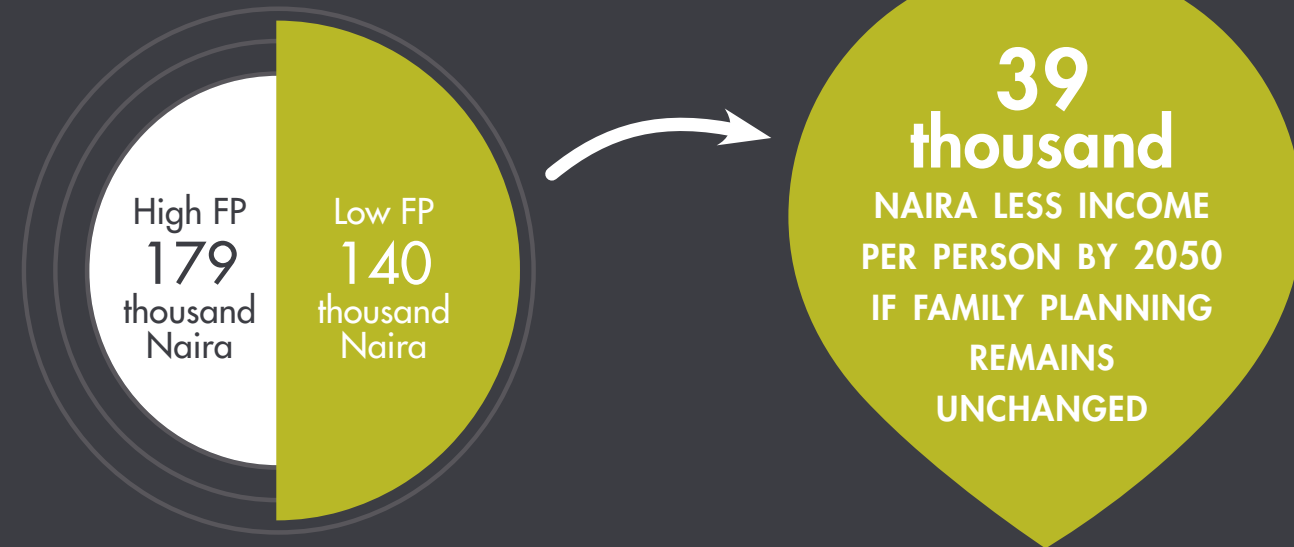 High FP
179
thousand
Naira
Low FP
140
thousand
Naira
39
thousand
NAIRA LESS INCOME
PER PERSON BY 2050
IF FAMILY PLANNING
REMAINS
UNCHANGED